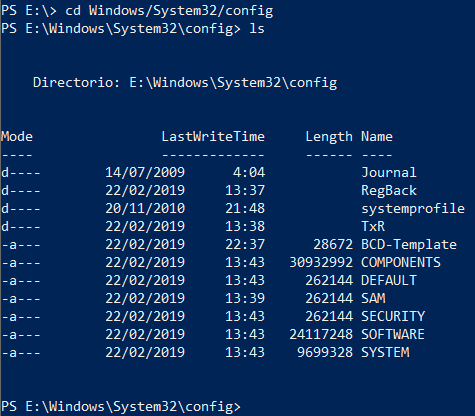 PS E:\> cd Windows/System32/config
PS E:\Windows\System32\config> ls
Directorio: E:\Windows\System32\config
Mode LastWriteTime Length Name
---- ------------- ------ ----
d---- 14/07/2009 4:04 Journal
d---- 22/02/2019 13:37 RegBack
d---- 20/11/2010 21:48 systemprofile
d---- 22/02/2019 13:38 TxR
-a--- 22/02/2019 22:37 28672 BCD-Template
-a--- 22/02/2019 13:43 30932992 COMPONENTS
-a--- 22/02/2019 13:43 262144 DEFAULT
-a--- 22/02/2019 13:39 262144 SAM
-a--- 22/02/2019 13:43 262144 SECURITY
-a--- 22/02/2019 13:43 24117248 SOFTWARE
-a--- 22/02/2019 13:43 9699328 SYSTEM
PS E:\Windows\System32\config>